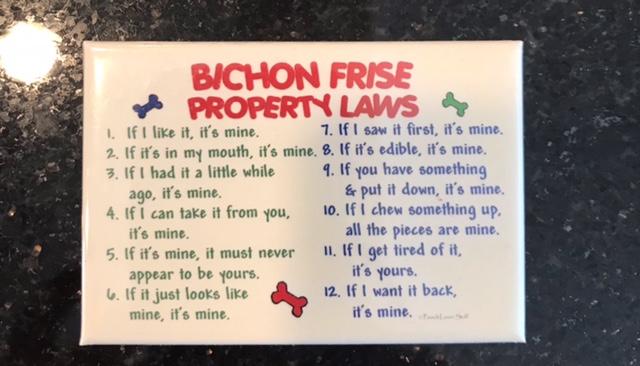 BICHON FRISE
PROPERTY LAWS
1. If I like it, it's mine.
2. If it's in my mouth, it's mine.
3. If I had it a little while
ago, it's mine.
4. If I can take it from you,
it's mine.
5. If it's mine, it must never
appear to be yours.
6. If it just looks like
mine, it's mine.
7. If I saw it first, it's mine.
8. If it's edible, it's mine.
9. If you have something
& put it down, it's mine.
10. If I chew something up,
all the pieces are mine.
11. If I get tired of it,
it's yours.
12. If I want it back,
it's mine.